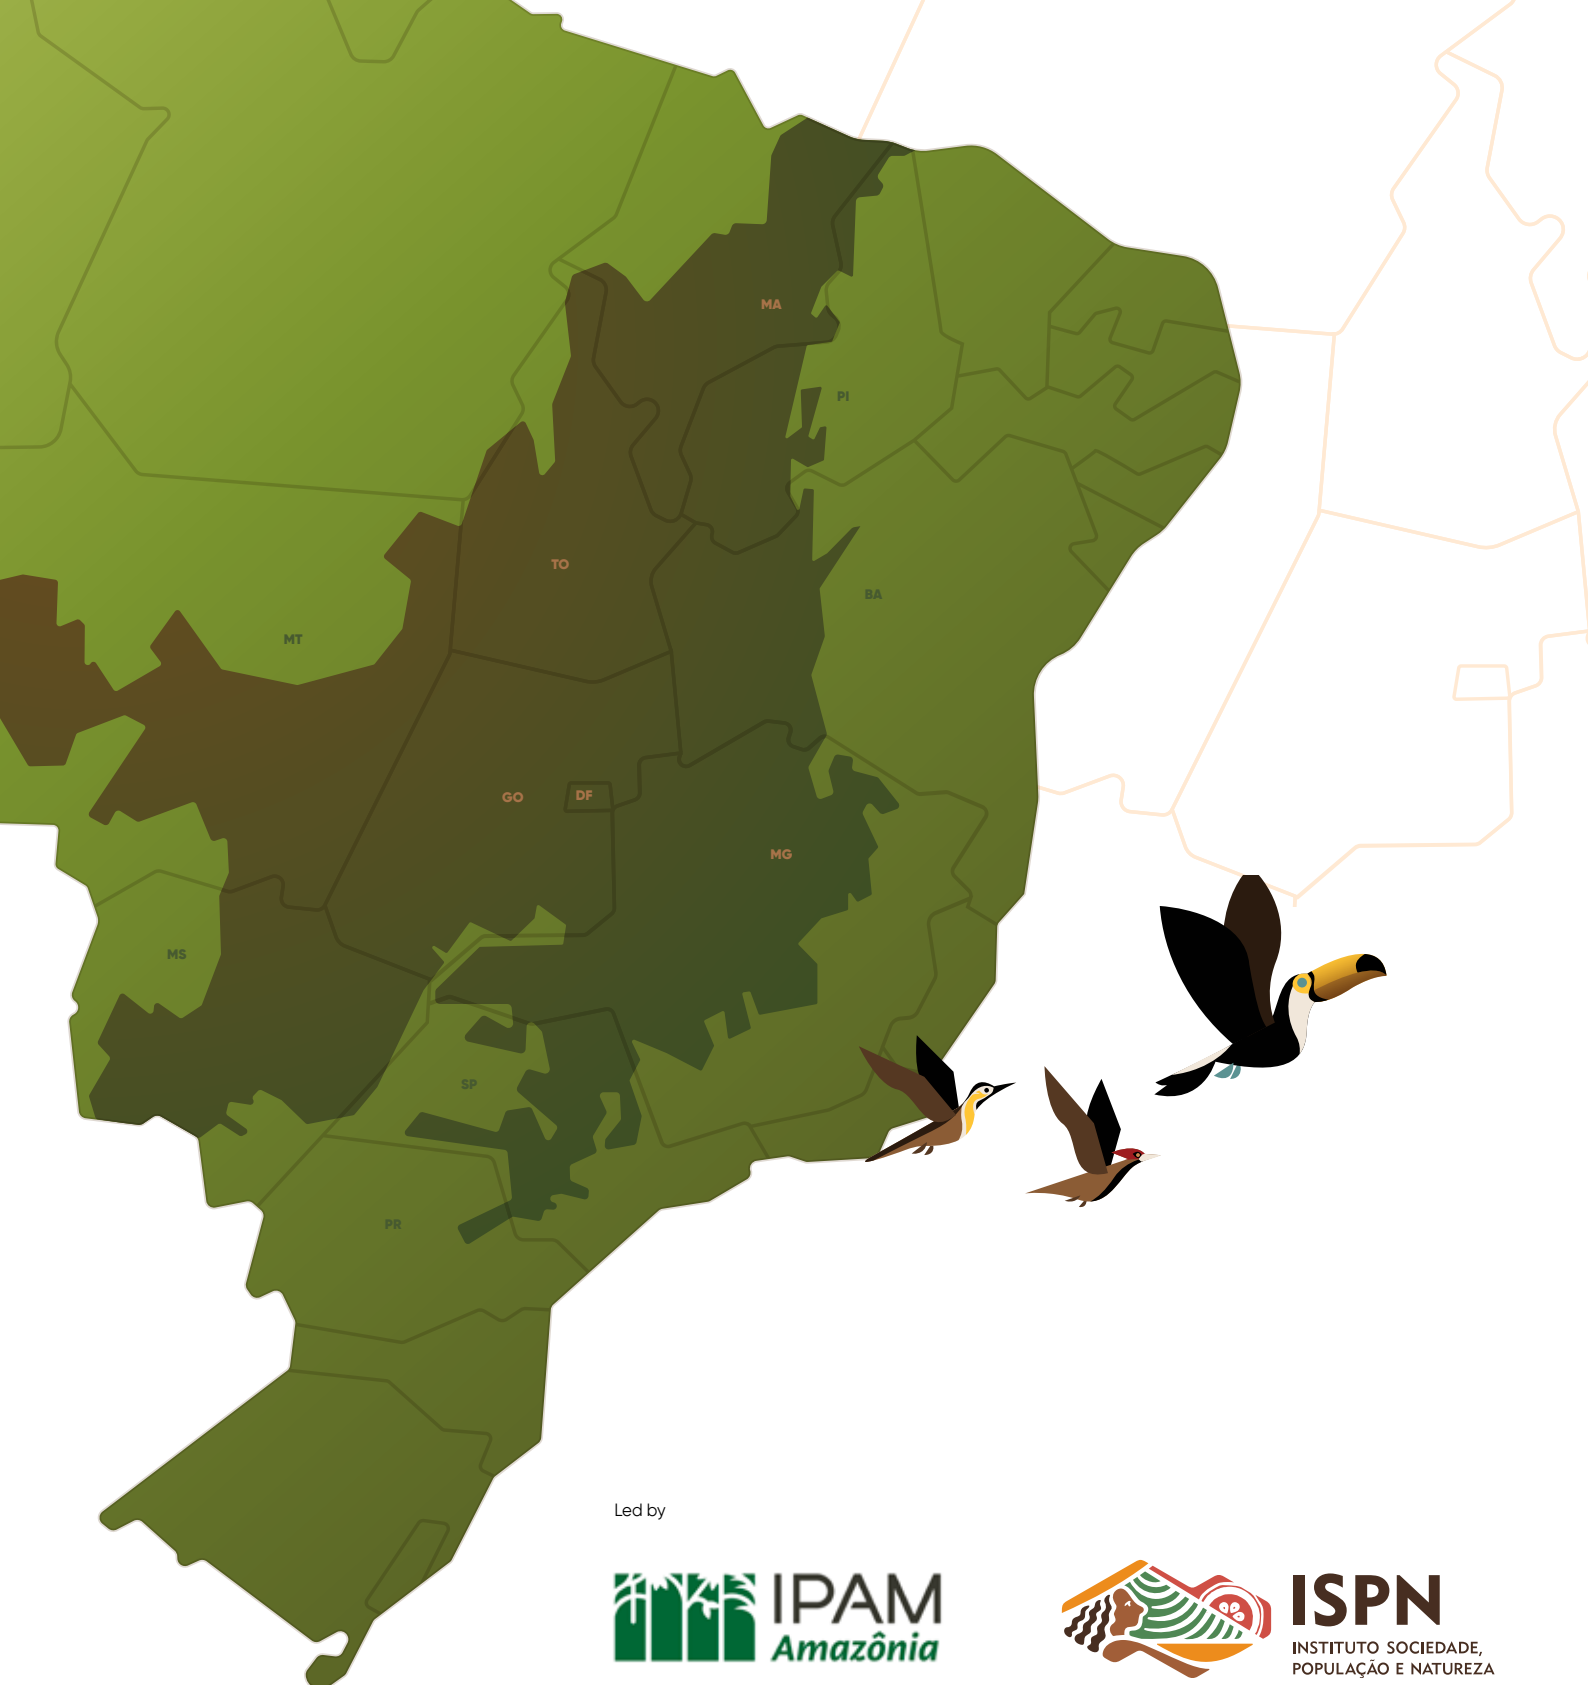 MA
PI
TO
BA
MT
GO
DF
MG
MS
SP
PR
Led by
IPAM
Amazônia
ISPN
INSTITUTO SOCIEDADE,
POPULAÇÃO E NATUREZA